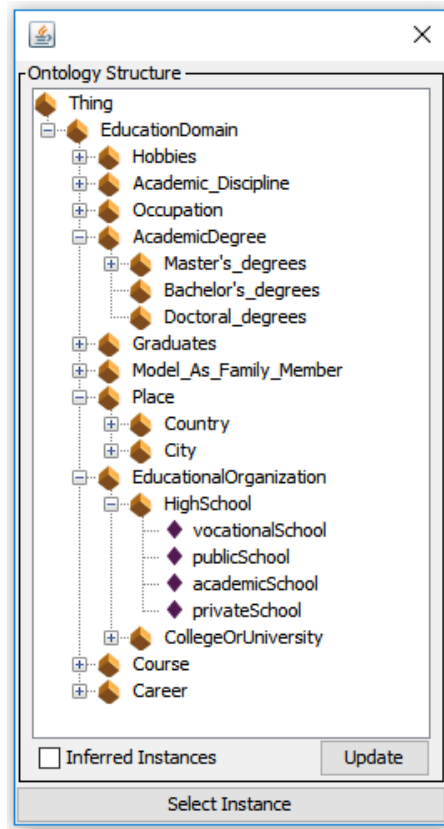 Ontology Structure
Thing
EducationDomain
Hobbies
Academic_Discipline
Occupation
AcademicDegree
Master's_degrees
Bachelor's_degrees
Doctoral_degrees
Graduates
Model_As_Family_Member
Place
Country
City
EducationalOrganization
HighSchool
vocationalSchool
publicSchool
academicSchool
privateSchool
CollegeOrUniversity
Course
Career
Inferred Instances Update
Select Instance